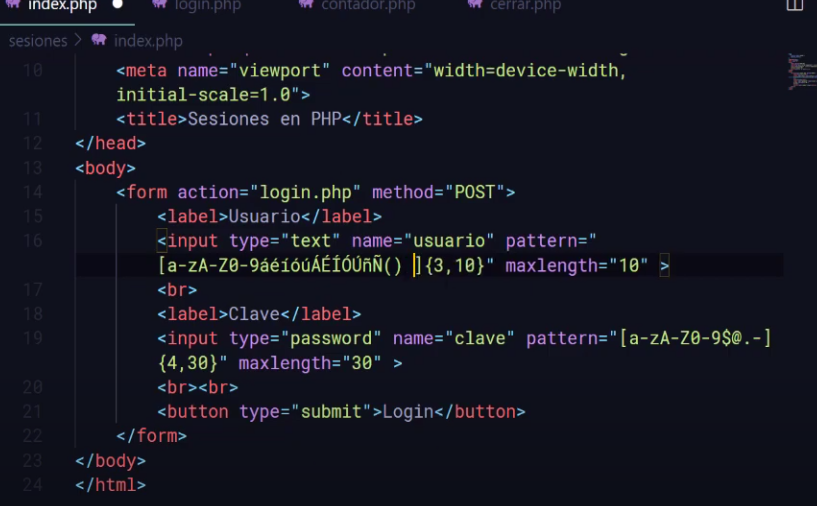 index.php
login.php
contador.php
cerrar.php
sesiones > index.php
10 <meta name="viewport" content="width=device-width,
initial-scale=1.0">
11 <title>Sesiones en PHP</title>
12 </head>
13 <body>
14 <form action="login.php" method="POST">
15 <label>Usuario</label>
16 <input type="text" name="usuario" pattern="
[a-zA-Z0-9áéíóúÁÉÍÓÚñÑ() ]{3,10}" maxlength="10" >
17 <br>
18 <label>Clave</label>
19 <input type="password" name="clave" pattern="[a-zA-Z0-9$@.-]
{4,30}" maxlength="30" >
20 <br><br>
21 <button type="submit">Login</button>
22 </form>
23 </body>
24 </html>